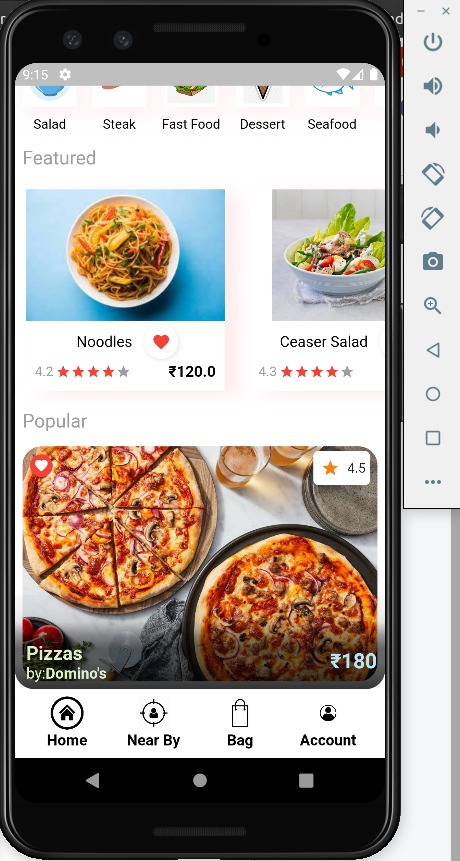 9:15
Salad Steak Fast Food Dessert Seafood
Featured
Noodles Ceaser Salad
4.2 ₹120.0 4.3
Popular
4.5
Pizzas ₹180
by:Domino's
Home Near By Bag Account